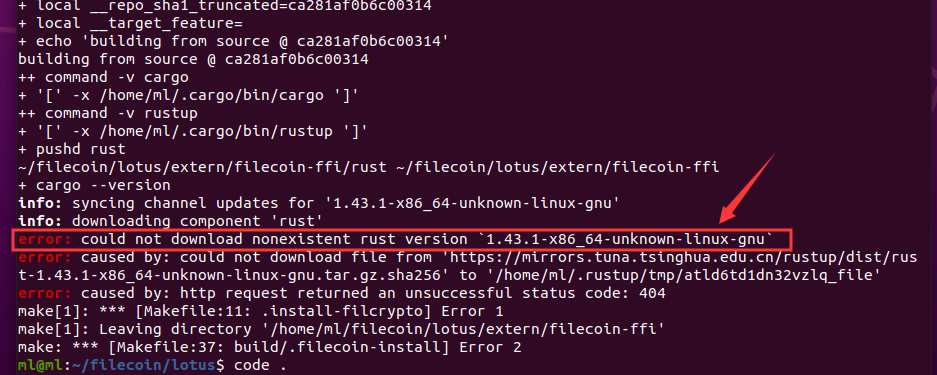 + local __repo_sha1_truncated=ca281af0b6c00314
+ local __target_feature=
+ echo 'building from source @ ca281af0b6c00314'
building from source @ ca281af0b6c00314
++ command -v cargo
+ '[' -x /home/ml/.cargo/bin/cargo ']'
++ command -v rustup
+ '[' -x /home/ml/.cargo/bin/rustup ']'
+ pushd rust
~/filecoin/lotus/extern/filecoin-ffi/rust ~/filecoin/lotus/extern/filecoin-ffi
+ cargo --version
info: syncing channel updates for '1.43.1-x86_64-unknown-linux-gnu'
info: downloading component 'rust'
error: could not download nonexistent rust version `1.43.1-x86_64-unknown-linux-gnu`
error: caused by: could not download file from 'https://mirrors.tuna.tsinghua.edu.cn/rustup/dist/rus
t-1.43.1-x86_64-unknown-linux-gnu.tar.gz.sha256' to '/home/ml/.rustup/tmp/atld6td1dn32vzlq_file'
error: caused by: http request returned an unsuccessful status code: 404
make[1]: *** [Makefile:11: .install-filcrypto] Error 1
make[1]: Leaving directory '/home/ml/filecoin/lotus/extern/filecoin-ffi'
make: *** [Makefile:37: build/.filecoin-install] Error 2
ml@ml:~/filecoin/lotus$ code .